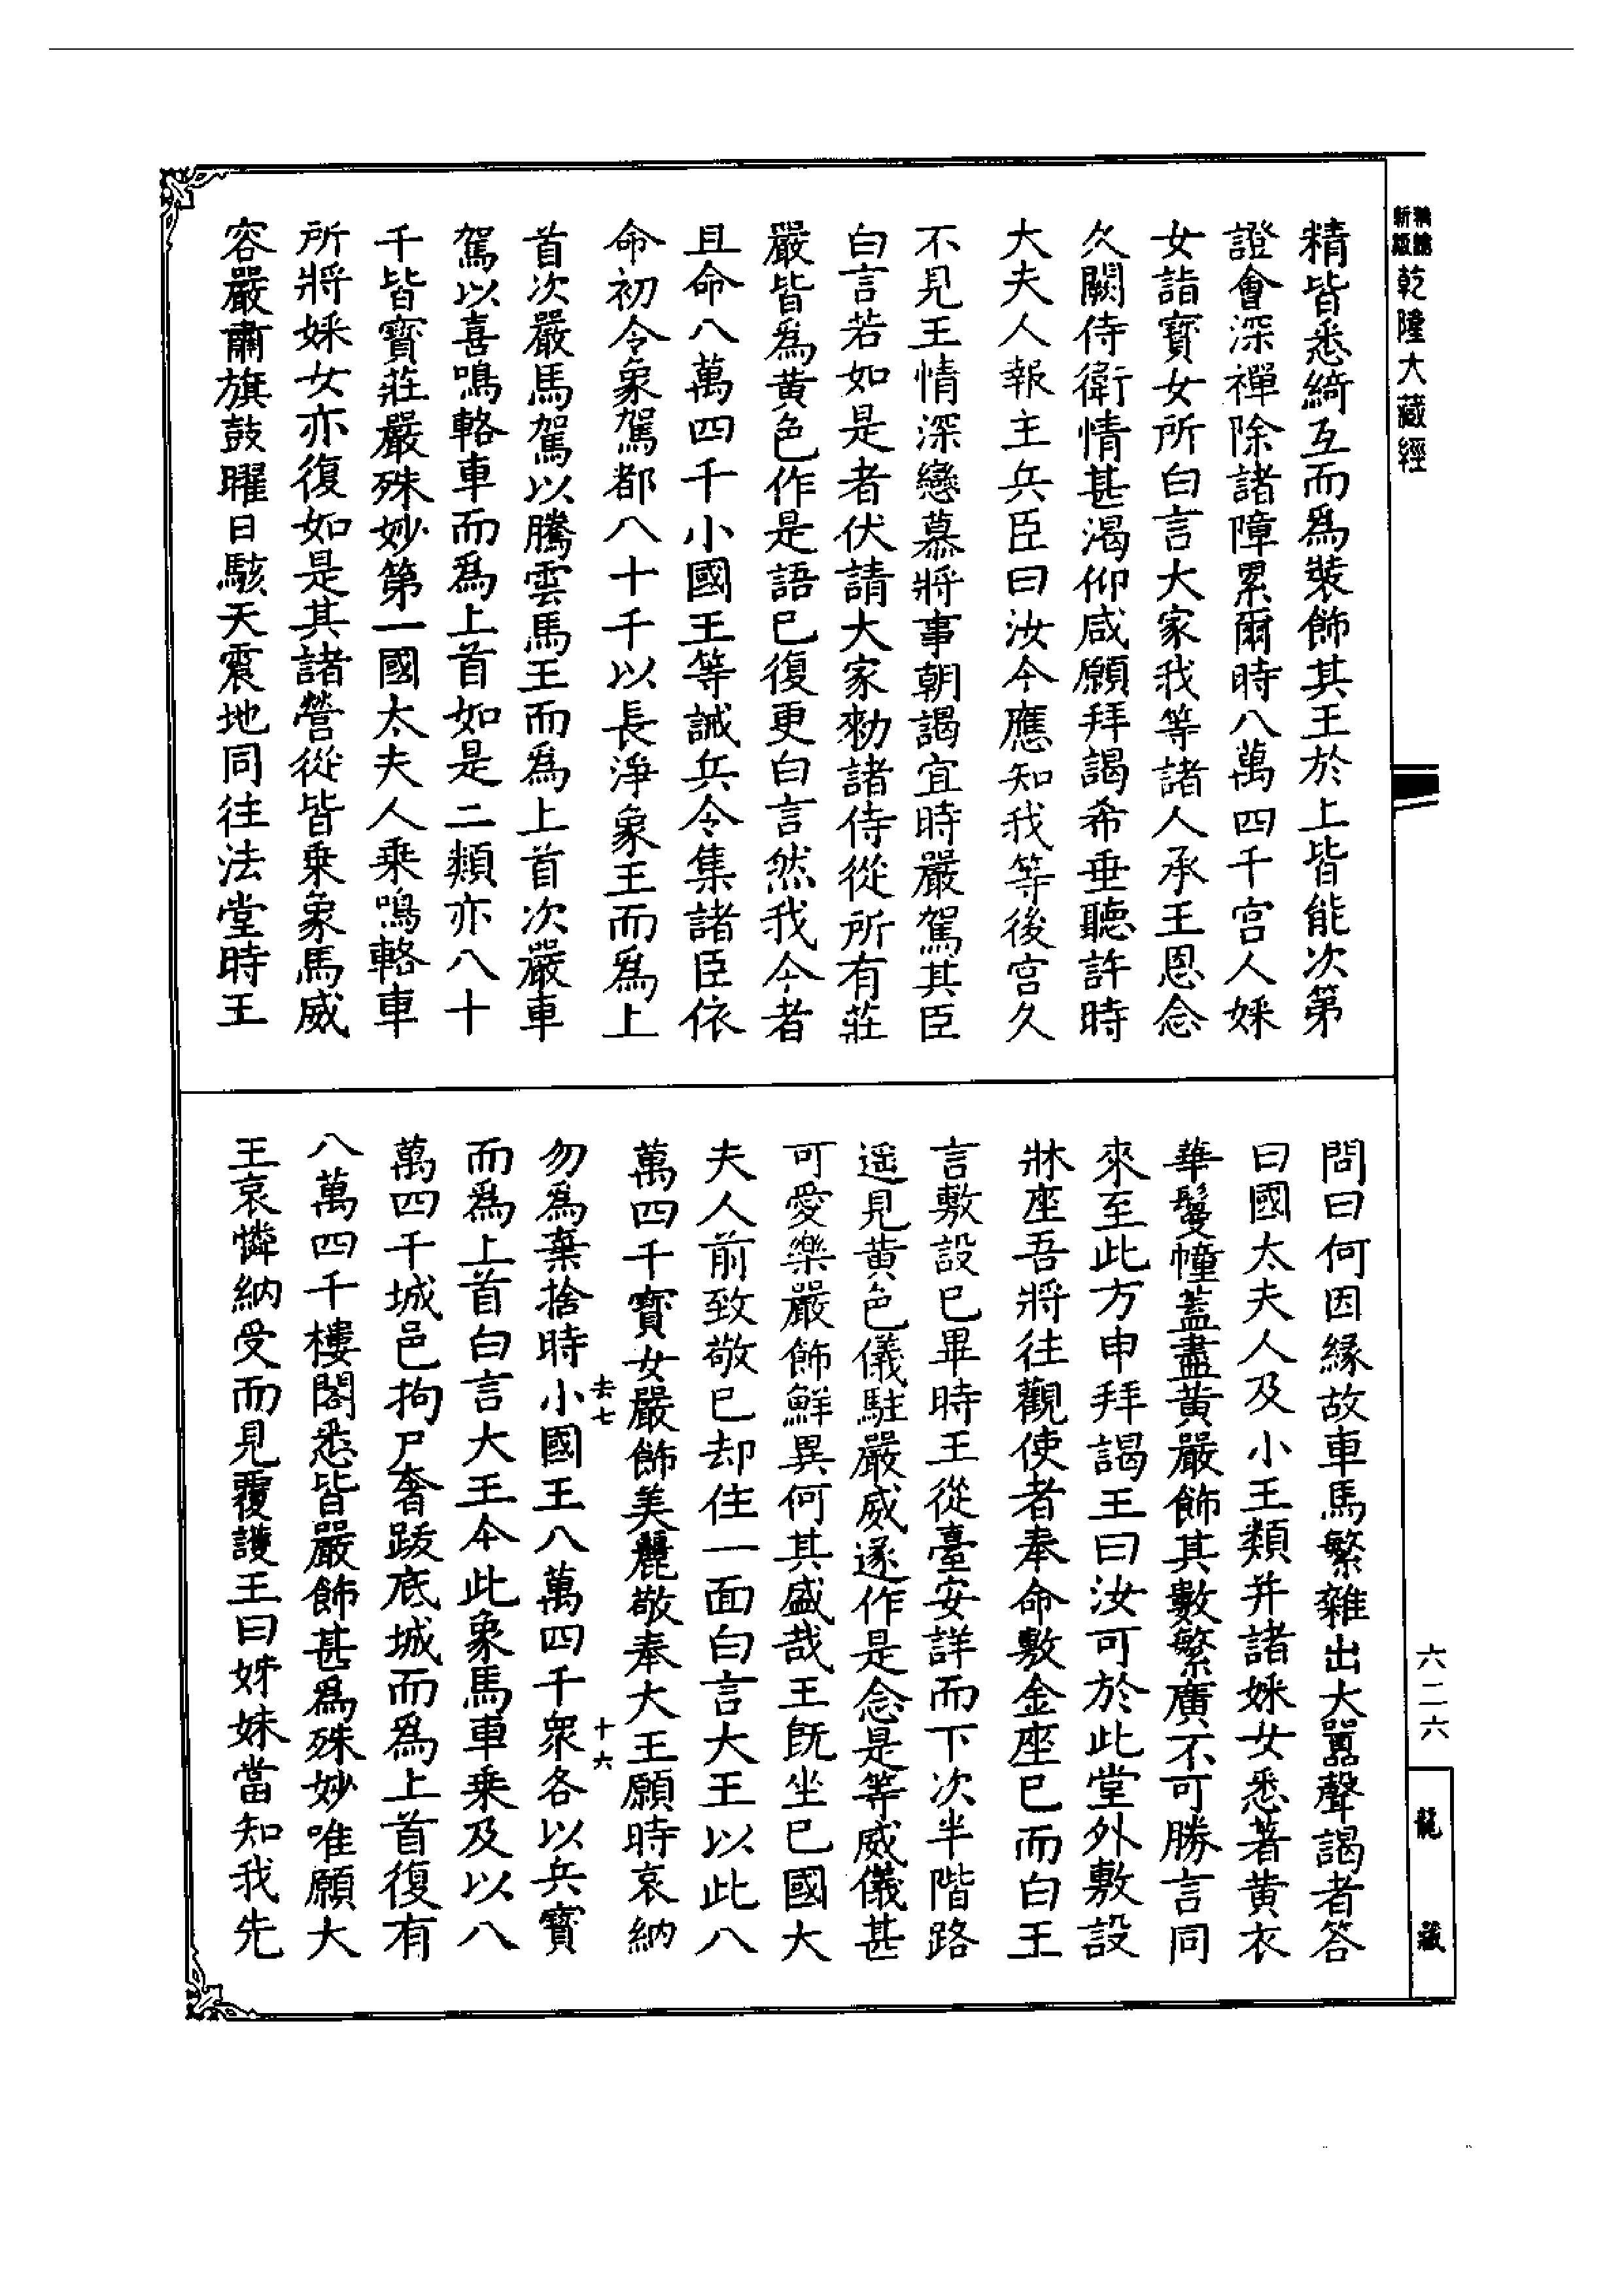 新編縮版乾隆大藏經
精皆悉綺互而爲裝飾其王於上皆能次第
證會深禪除諸障累爾時八萬四千宮人婇
女詣寶女所白言大家我等諸人承王恩念
久闕侍衛情甚渴仰咸願拜謁希垂聽許時
大夫人報主兵臣曰汝今應知我等後宮久
不見王情深戀慕將事朝謁宜時嚴駕其臣
白言若如是者伏請大家勑諸侍從所有莊
嚴皆爲黄色作是語已復更白言然我今者
且命八萬四千小國王等誡兵令集諸臣依
命初令象駕都八十千以長淨象王而爲上
首次嚴馬駕以騰雲馬王而爲上首次嚴車
駕以喜鳴輅車而爲上首如是二類亦八十
千皆寶莊嚴殊妙第一國太夫人乘鳴輅車
所將婇女亦復如是其諸營從皆乘象馬威
容嚴肅旗鼓曜日駭天震地同往法堂時王
問曰何因緣故車馬繁雜出大嚻聲謁者答
曰國太夫人及小王類并諸婇女悉著黄衣
華鬘幢蓋盡黄嚴飾其數繁廣不可勝言同
來至此方申拜謁王曰汝可於此堂外敷設
牀座吾將往觀使者奉命敷金座已而白王
言敷設已畢時王從臺安詳而下次半階路
遥見黄色儀駐嚴威遂作是念是等威儀甚
可愛樂嚴飾鮮異何其盛哉王旣坐已國大
夫人前致敬已却住一面白言大王以此八
萬四千寶女嚴飾美麗敬奉大王願時哀納
勿爲棄捨時小國王八萬四千衆各以兵寶
而爲上首白言大王今此象馬車乘及以八
萬四千城邑拘尸奢跋底城而爲上首復有
八萬四千樓閣悉皆嚴飾甚爲殊妙唯願大
王哀憐納受而見覆護王曰姊妹當知我先
去七
十六
六二六
龍藏